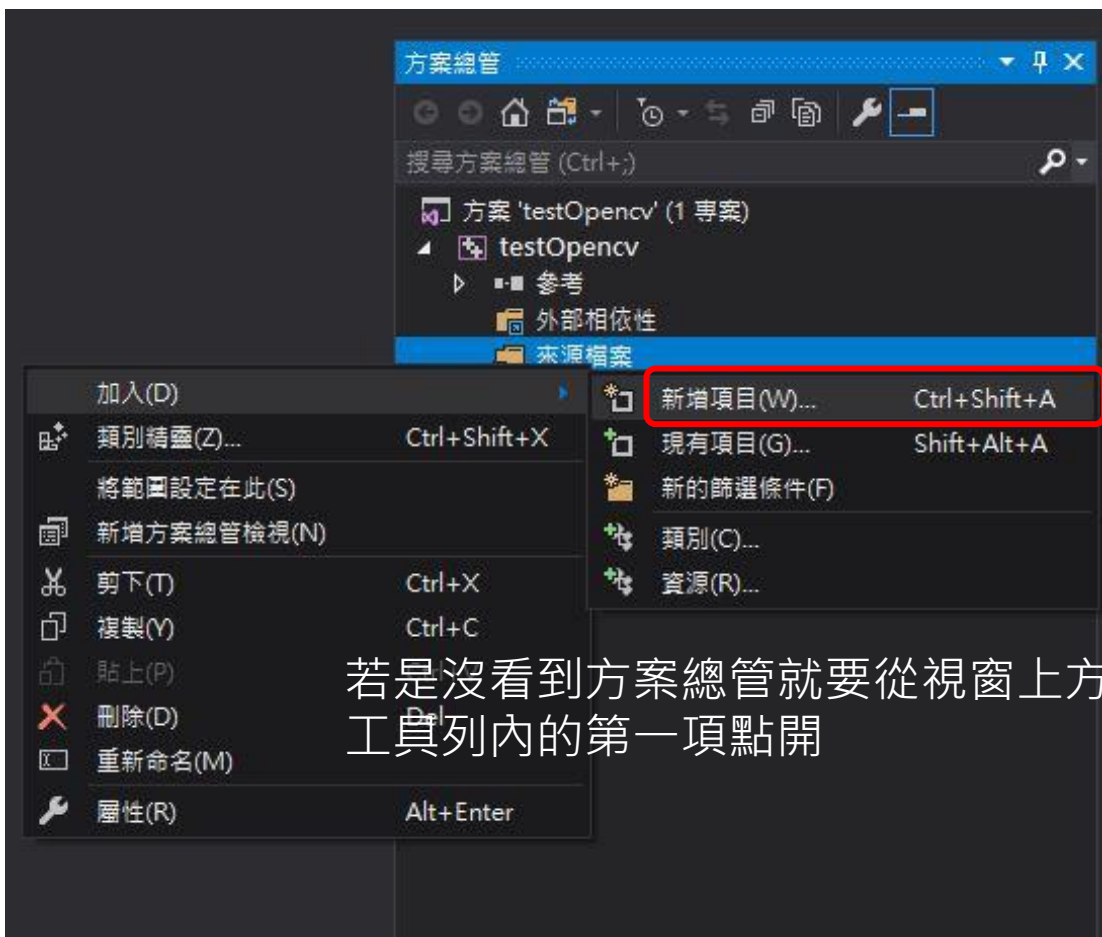 方案總管
搜尋方案總管 (Ctrl+;)
方案 'testOpencv' (1 專案)
testOpencv
參考
外部相依性
來源檔案
加入(D)
類別精靈(Z)... Ctrl+Shift+X
將範圍設定在此(S)
新增方案總管檢視(N)
剪下(T) Ctrl+X
複製(Y) Ctrl+C
貼上(P)
刪除(D) Del
重新命名(M)
屬性(R) Alt+Enter
新增項目(W)... Ctrl+Shift+A
現有項目(G)... Shift+Alt+A
新的篩選條件(F)
類別(C)...
資源(R)...
若是沒看到方案總管就要從視窗上方
工具列內的第一項點開